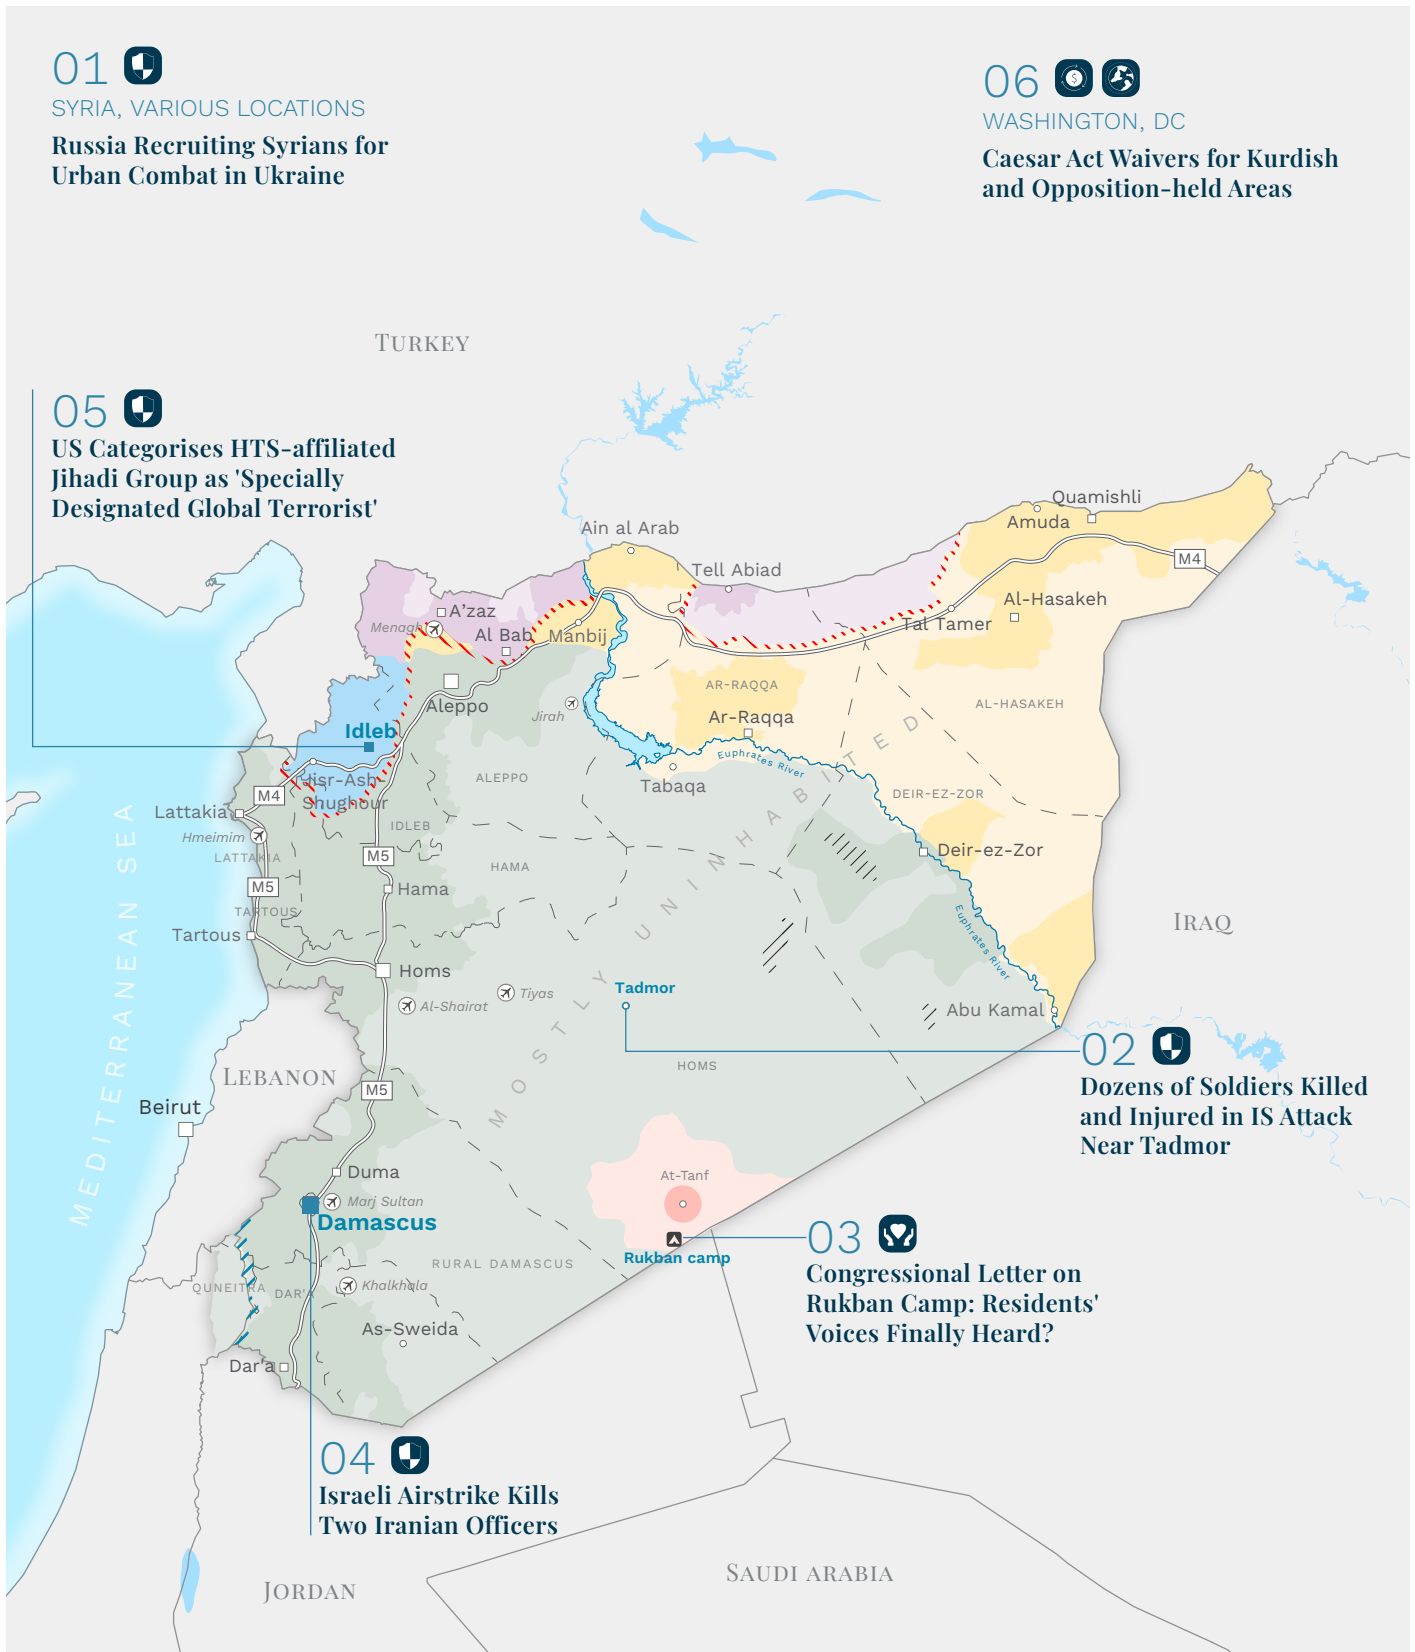 01
SYRIA, VARIOUS LOCATIONS
Russia Recruiting Syrians for
Urban Combat in Ukraine
06
$
WASHINGTON, DC
Caesar Act Waivers for Kurdish
and Opposition-held Areas
TURKEY
05
US Categorises HTS-affiliated
Jihadi Group as 'Specially
Designated Global Terrorist'
Quamishli
Amuda
Ain al Arab
M4
Tell Abiad
A'zaz
Al-Hasakeh
Menagh
Al Bab
Manbij
Tal Tamer
AR-RAQQA
Aleppo
Jirah
AL-HASAKEH
Ar-Raqqa
Idleb
Euphrates River
Jisr-Ash-
Shughour
ALEPPO
Tabaqa
M4
DEIR-EZ-ZOR
Lattakia
IDLEB
Hmeimim
LATTAKIA
M5
Deir-ez-Zor
HAMA
M5
Hama
TARTOUS
Tartous
Euphrates River
IRAQ
MEDITERRANEAN SEA
MOSTLY UNINHABITED
Homs
Al-Shairat
Tiyas
Tadmor
Abu Kamal
02
Dozens of Soldiers Killed
and Injured in IS Attack
Near Tadmor
HOMS
LEBANON
M5
Beirut
Duma
At-Tanf
Marj Sultan
Damascus
03
Rukban camp
Congressional Letter on
Rukban Camp: Residents'
Voices Finally Heard?
RURAL DAMASCUS
QUNEITRA
DAR'A
Khalkhala
As-Sweida
Dar'a
04
Israeli Airstrike Kills
Two Iranian Officers
SAUDI ARABIA
JORDAN